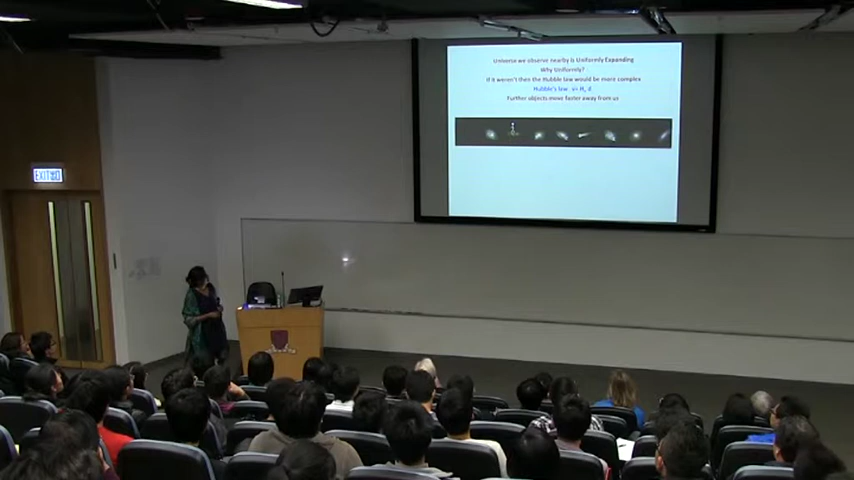 Universe we observe nearby is Uniformly Expanding
Why Uniformly?
If it weren't then the Hubble law would be more complex
Hubble's law
Further objects move faster away from us
EXIT